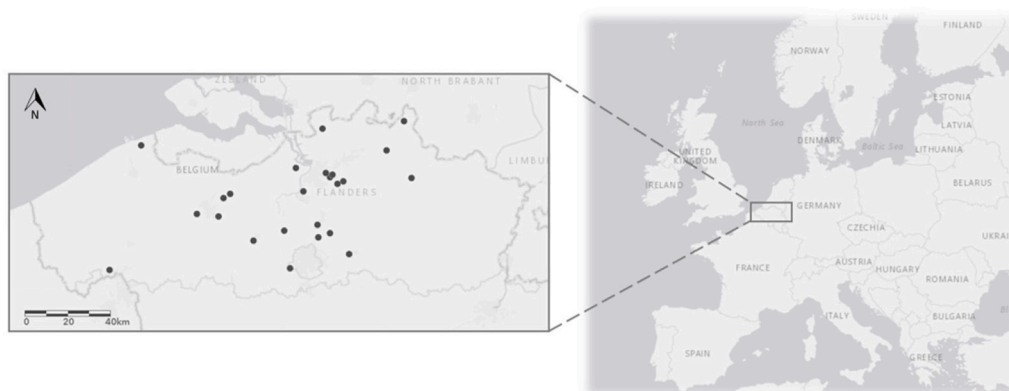 ZEELAND
NORTH BRABANT
N
BELGIUM
LIMBU
FLANDERS
0 20 40km
SWEDEN
FINLAND
NORWAY
ESTONIA
North Sea
LATVIA
DENMARK
Baltic Sea
LITHUANIA
UNITED
KINGDOM
IRELAND
BELARUS
GERMANY
CZECHIA
UKRAI
AUSTRIA
FRANCE
HUNGARY
ROMANIA
ITALY
BULGARIA
SPAIN
GREECE